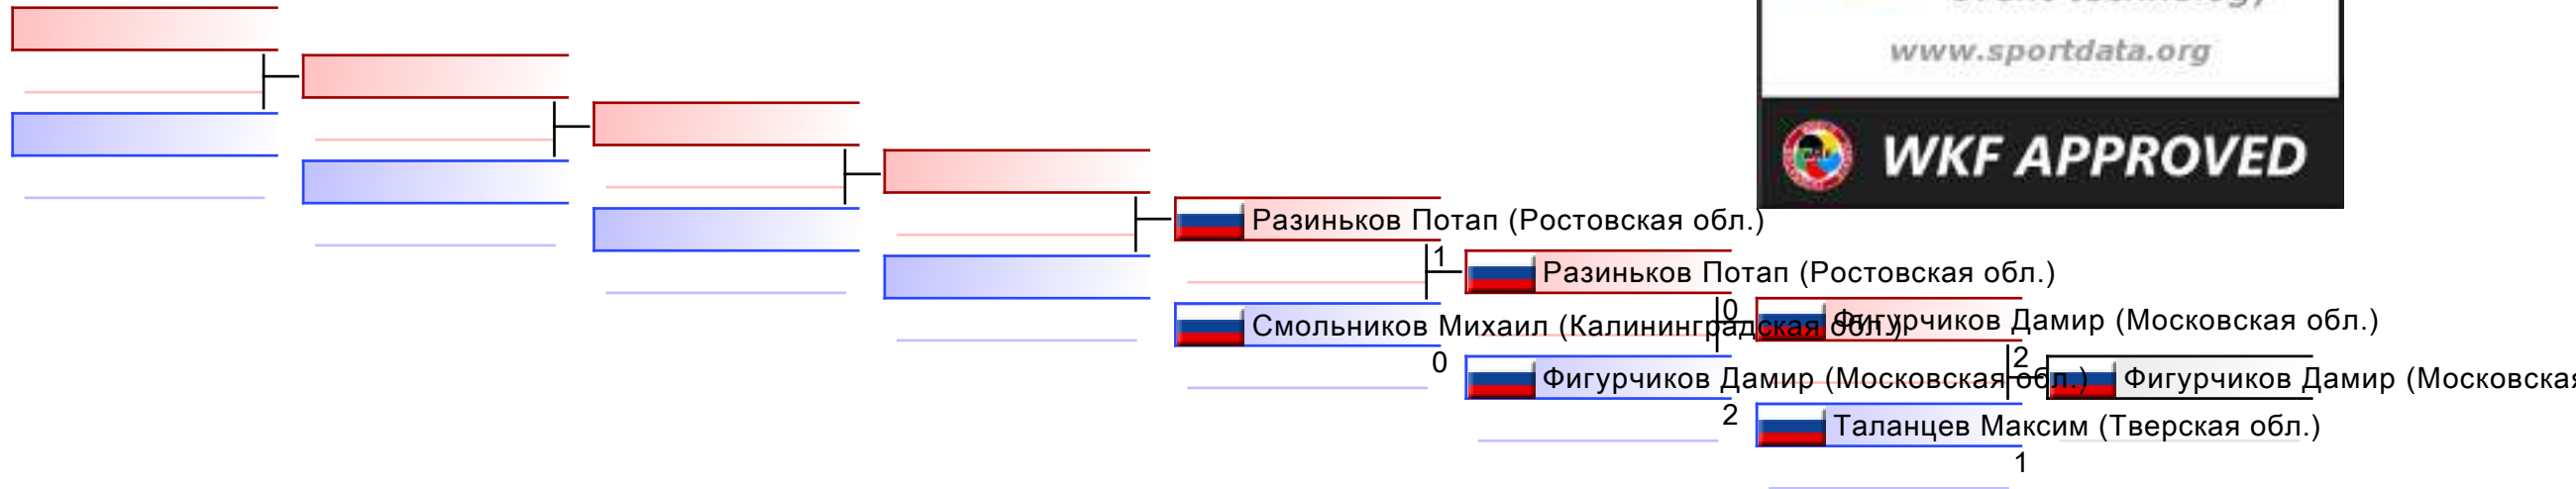 www.sportdata.org
WKF APPROVED
Разиньков Потап (Ростовская обл.)
1
Разиньков Потап (Ростовская обл.)
0
Смольников Михаил (Калининградская обл.)
0
Фигурчиков Дамир (Московская обл.)
2
Фигурчиков Дамир (Московская обл.)
2
Фигурчиков Дамир (Московская
Таланцев Максим (Тверская обл.)
1